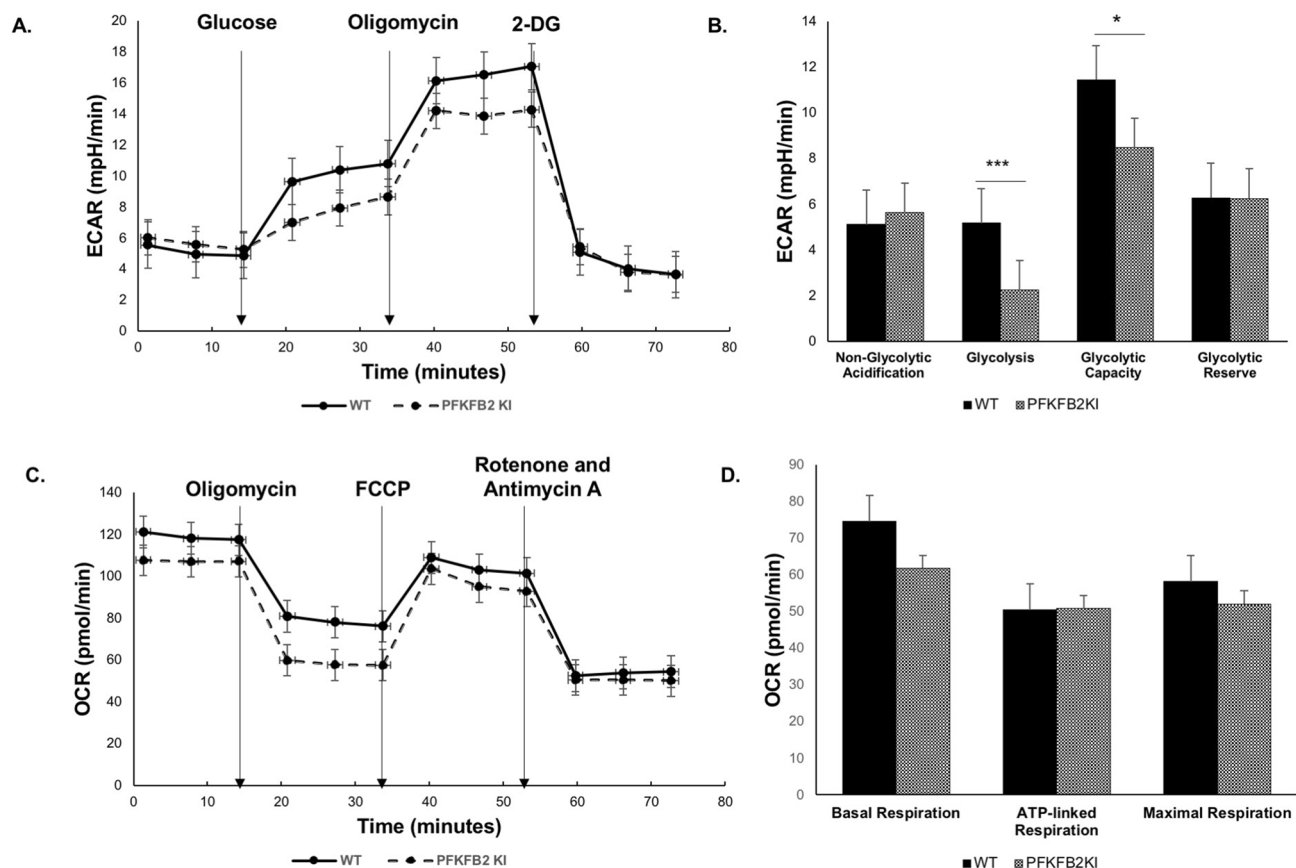 A.
Glucose
Oligomycin
2-DG
ECAR (mpH/min)
20
18
16
14
12
10
8
6
4
2
0
0 10 20 30 40 50 60 70 80
Time (minutes)
WT PFKFB2 KI
B.
*
***
ECAR (mpH/min)
14
12
10
8
6
4
2
0
Non-Glycolytic
Acidification
Glycolysis
Glycolytic
Capacity
Glycolytic
Reserve
WT PFKFB2KI
C.
Oligomycin
FCCP
Rotenone and
Antimycin A
OCR (pmol/min)
140
120
100
80
60
40
20
0
0 10 20 30 40 50 60 70 80
Time (minutes)
WT PFKFB2 KI
D.
OCR (pmol/min)
90
80
70
60
50
40
30
20
10
0
Basal Respiration
ATP-linked
Respiration
Maximal Respiration
WT PFKFB2KI